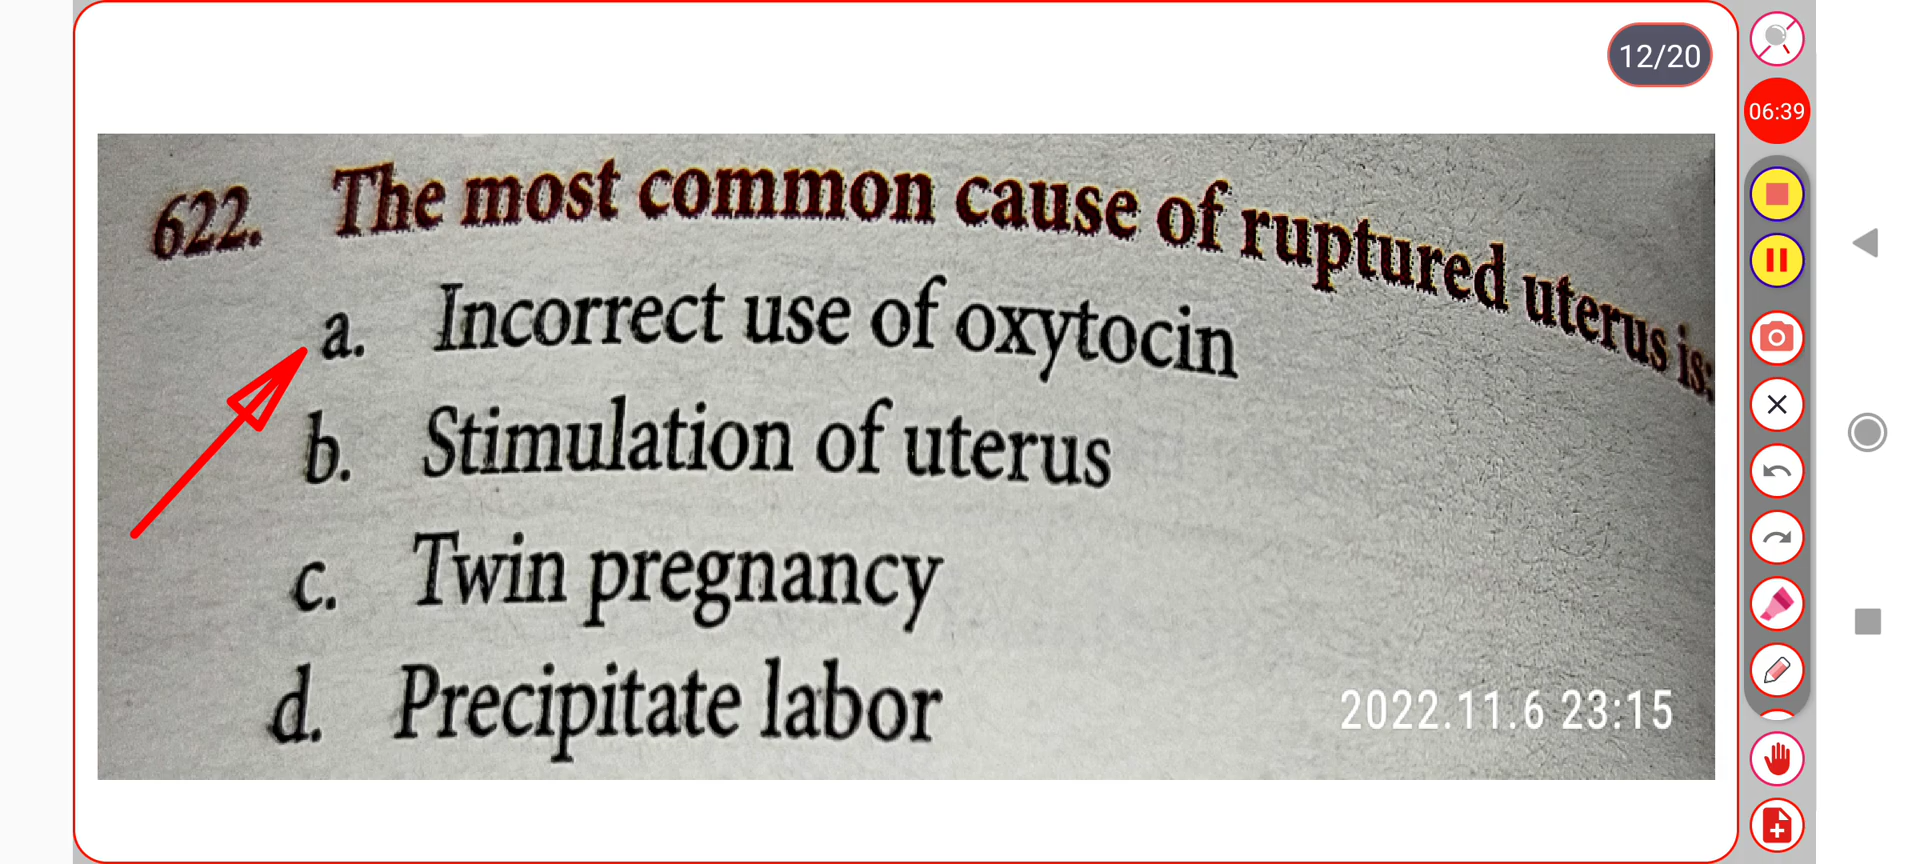 12/20
06:39
622. The most common cause of ruptured uterus is:
a. Incorrect use of oxytocin
b. Stimulation of uterus
c. Twin pregnancy
d. Precipitate labor
2022.11.6 23:15